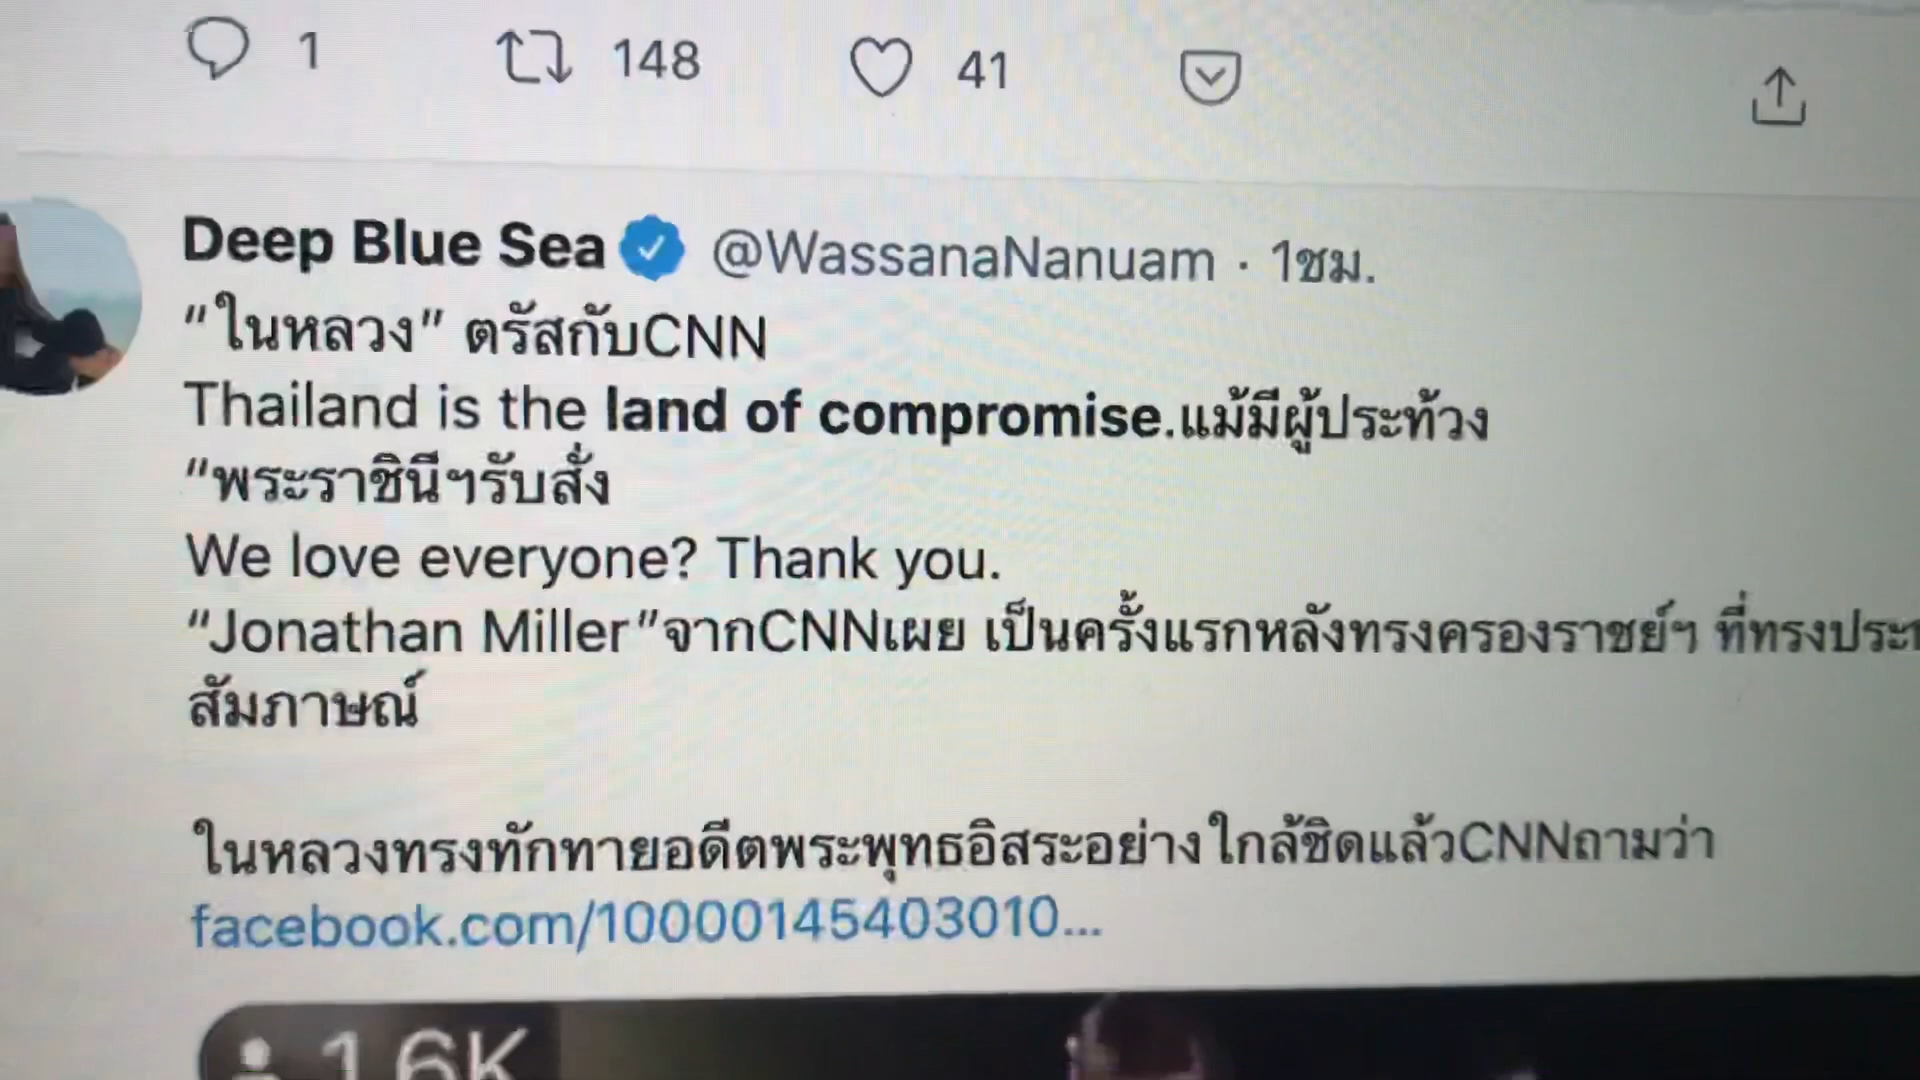 1 148 41
Deep Blue Sea @WassanaNanuam · 1ชม.
"ในหลวง" ตรัสกับCNN
Thailand is the land of compromise.แม้มีผู้ประท้วง
"พระราชินีฯรับสั่ง
We love everyone? Thank you.
"Jonathan Miller"จากCNNเผย เป็นครั้งแรกหลังทรงครองราชย์ฯ ที่ทรงประท
สัมภาษณ์
ในหลวงทรงทักทายอดีตพระพุทธอิสระอย่างใกล้ชิดแล้วCNNถามว่า
facebook.com/10000145403010...
1.6K